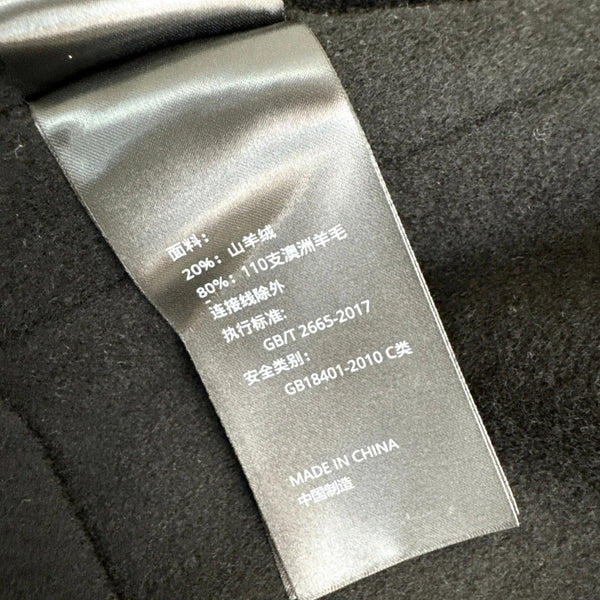 面料:
20%: 山羊绒
80%: 110支澳洲羊毛
连接线除外
执行标准:
GB/T 2665-2017
安全类别:
GB18401-2010 C类
MADE IN CHINA
中国制造